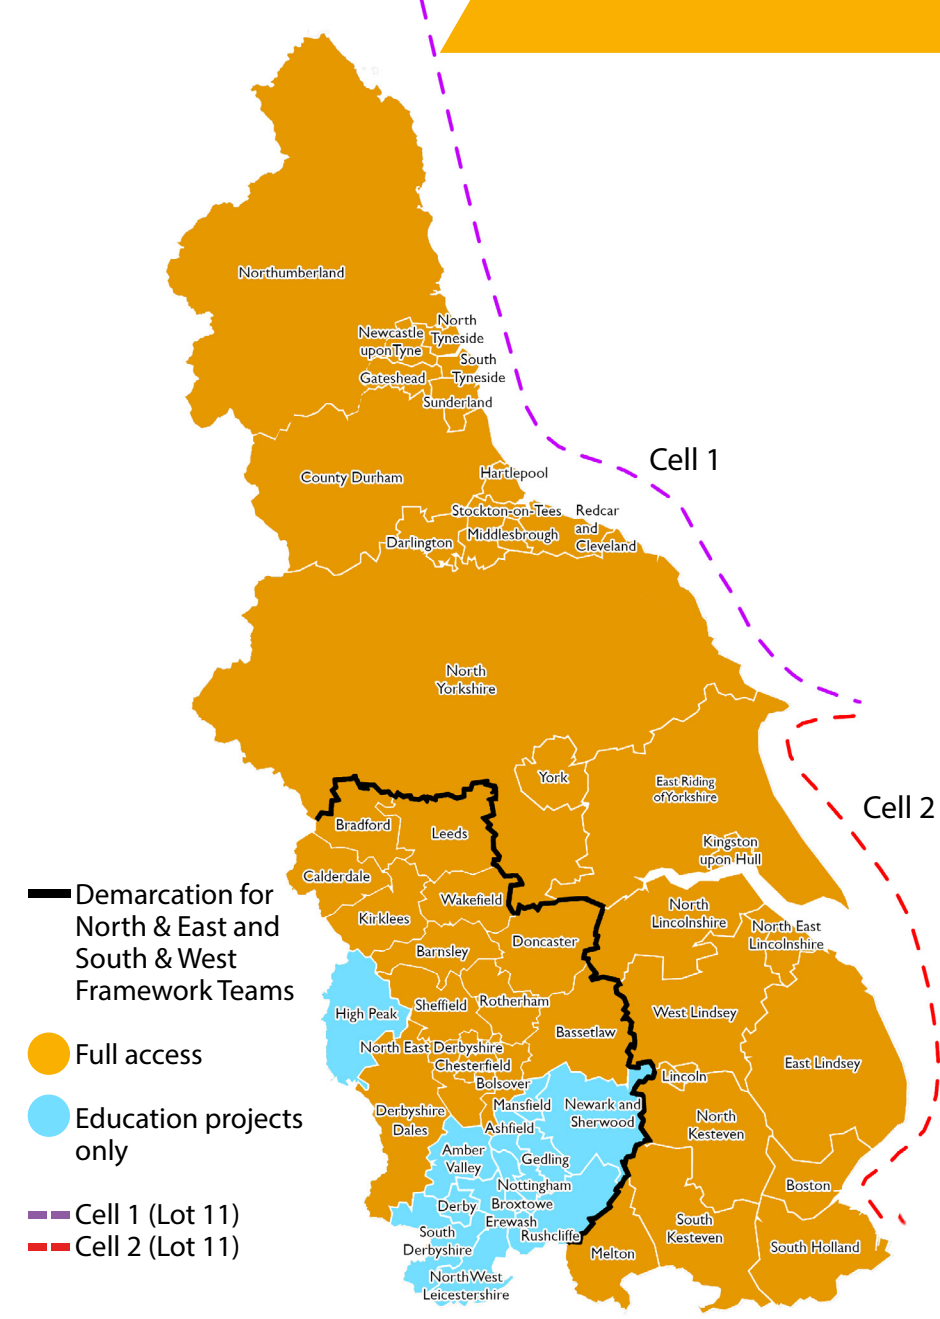 Northumberland
North
Tyneside
Newcastle
upon Tyne
South
Tyneside
Gateshead
Sunderland
Cell 1
Hartlepool
County Durham
Stockton-on-Tees
Redcar
and
Cleveland
Middlesbrough
Darlington
North
Yorkshire
York
East Riding
of Yorkshire
Cell 2
Kingston
upon Hull
Bradford
Leeds
Calderdale
Wakefield
Kirklees
North
Lincolnshire
North East
Lincolnshire
Barnsley
Doncaster
Demarcation for
North & East and
South & West
Framework Teams
High Peak
Sheffield
Rotherham
West Lindsey
Bassetlaw
North East Derbyshire
Chesterfield
Bolsover
Lincoln
East Lindsey
Full access
Education projects
only
Mansfield
Newark and
Sherwood
Derbyshire
Dales
Ashfield
North
Kesteven
Amber
Valley
Gedling
Nottingham
Boston
Derby
Broxtowe
Erewash
Rushcliffe
South
Derbyshire
South
Kesteven
South Holland
Melton
North West
Leicestershire
Cell 1 (Lot 11)
Cell 2 (Lot 11)